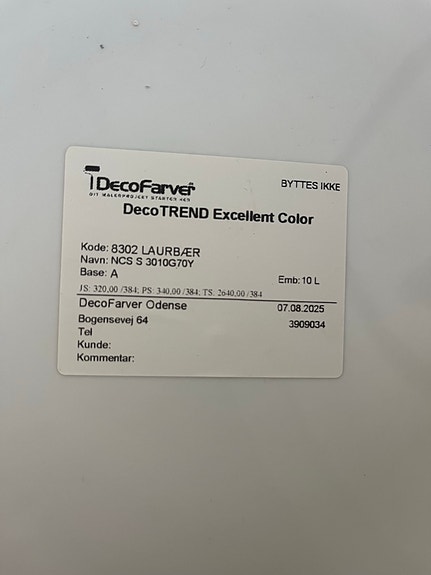 DecoFarver
DIT MALERPROJEKT STARTER HER
BYTTES IKKE
DecoTREND Excellent Color
Kode: 8302 LAURBÆR
Navn: NCS S 3010G70Y
Base: A
Emb: 10 L
JS: 320,00 /384; PS: 340,00 /384; TS: 2640,00 /384
DecoFarver Odense
07.08.2025
Bogensevej 64
3909034
Tel
Kunde:
Kommentar: